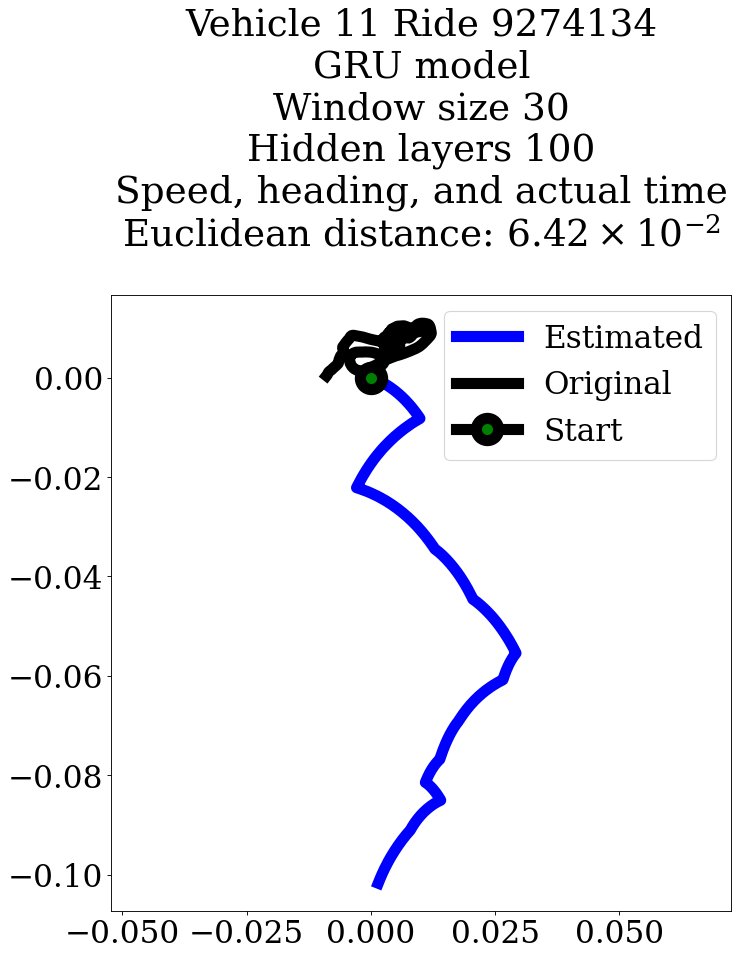 Vehicle 11 Ride 9274134
GRU model
Window size 30
Hidden layers 100
Speed, heading, and actual time
Euclidean distance: 6.42 × 10⁻²
Estimated
Original
Start
0.00
−0.02
−0.04
−0.06
−0.08
−0.10
−0.050 −0.025 0.000 0.025 0.050